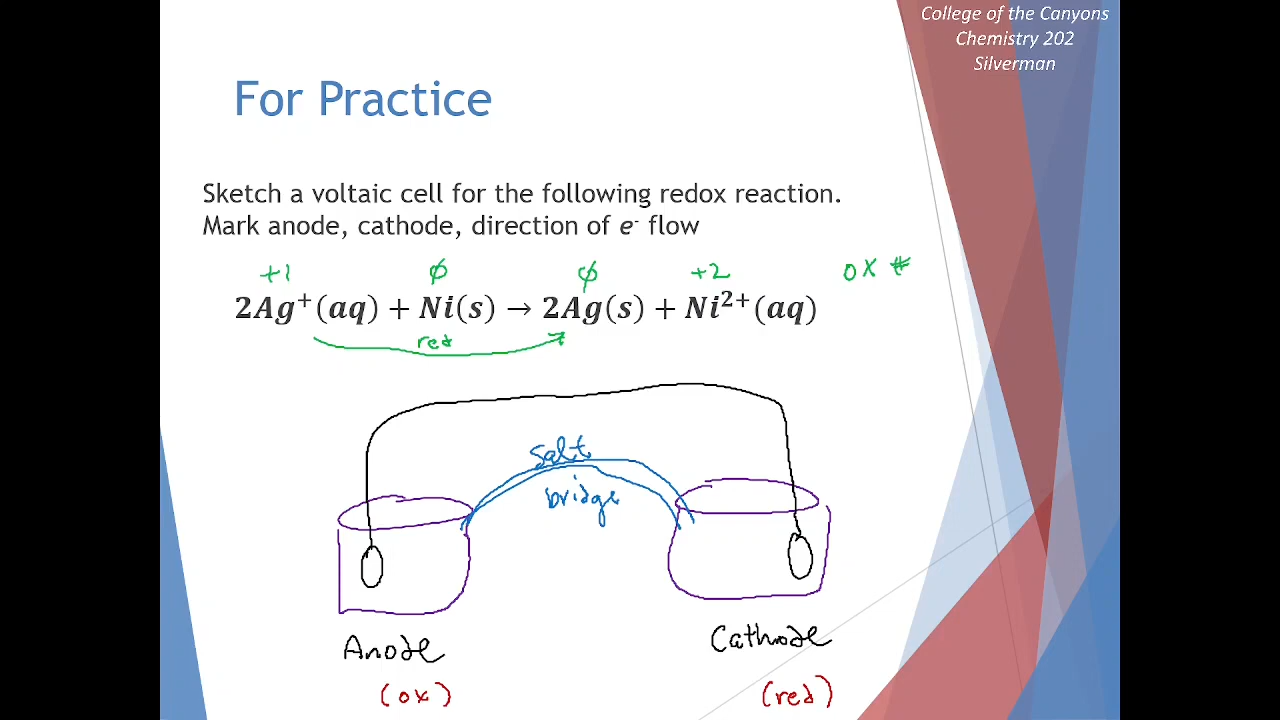 College of the Canyons
Chemistry 202
Silverman
For Practice
Sketch a voltaic cell for the following redox reaction.
Mark anode, cathode, direction of e⁻ flow
+1 ∅ ∅ +2 OX #
2Ag⁺(aq) + Ni(s) → 2Ag(s) + Ni²⁺(aq)
red
salt
bridge
Anode
Cathode
(ox)
(red)